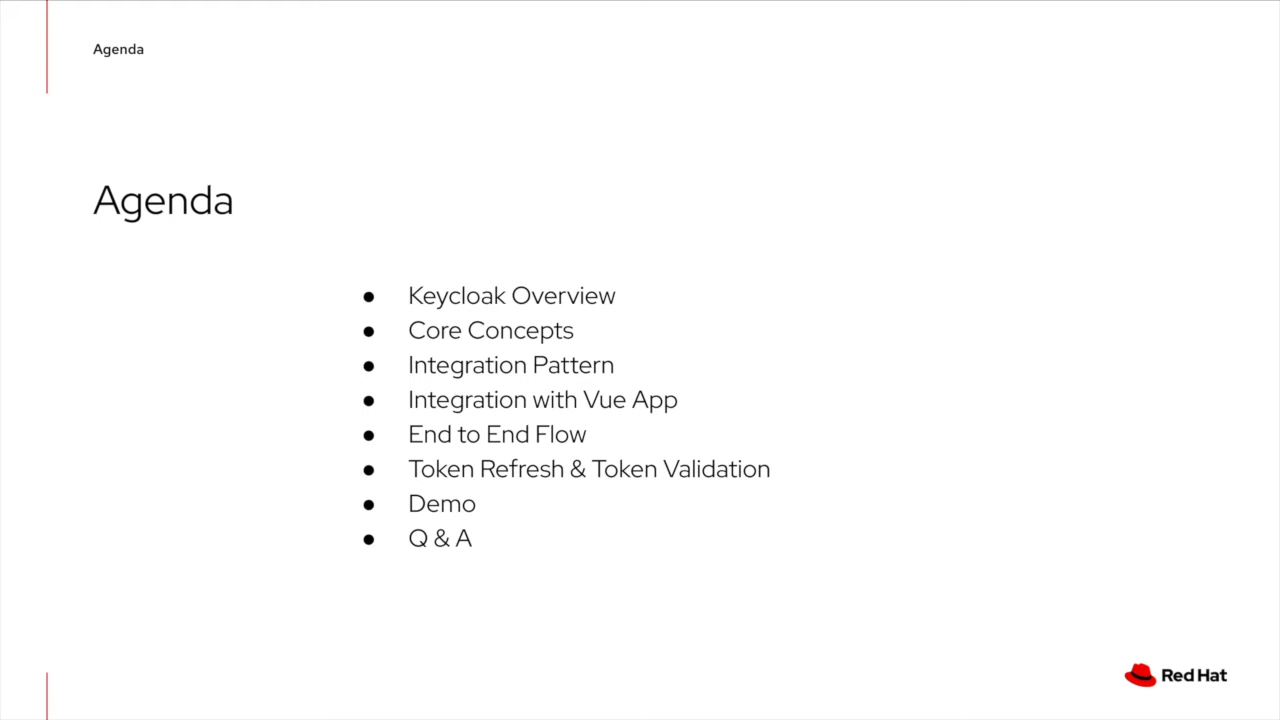 Agenda
Agenda
● Keycloak Overview
● Core Concepts
● Integration Pattern
● Integration with Vue App
● End to End Flow
● Token Refresh & Token Validation
● Demo
● Q & A
Red Hat